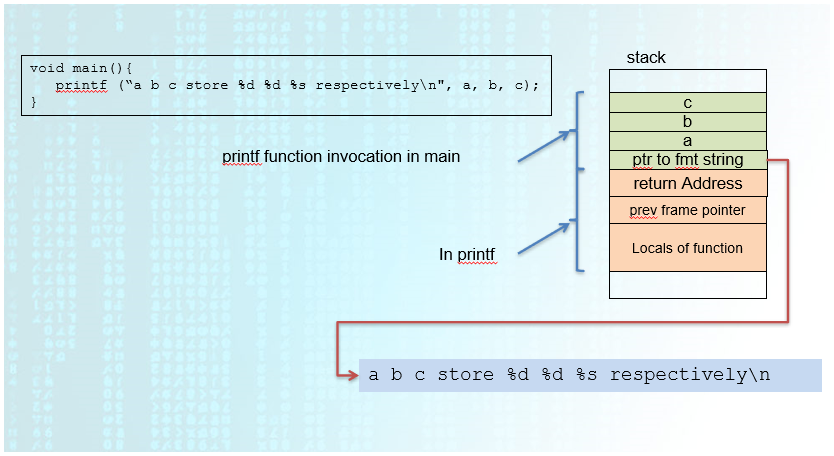 void main(){
printf (“a b c store %d %d %s respectively\n", a, b, c);
}
stack
c
b
a
ptr to fmt string
return Address
prev frame pointer
Locals of function
printf function invocation in main
In printf
a b c store %d %d %s respectively\n